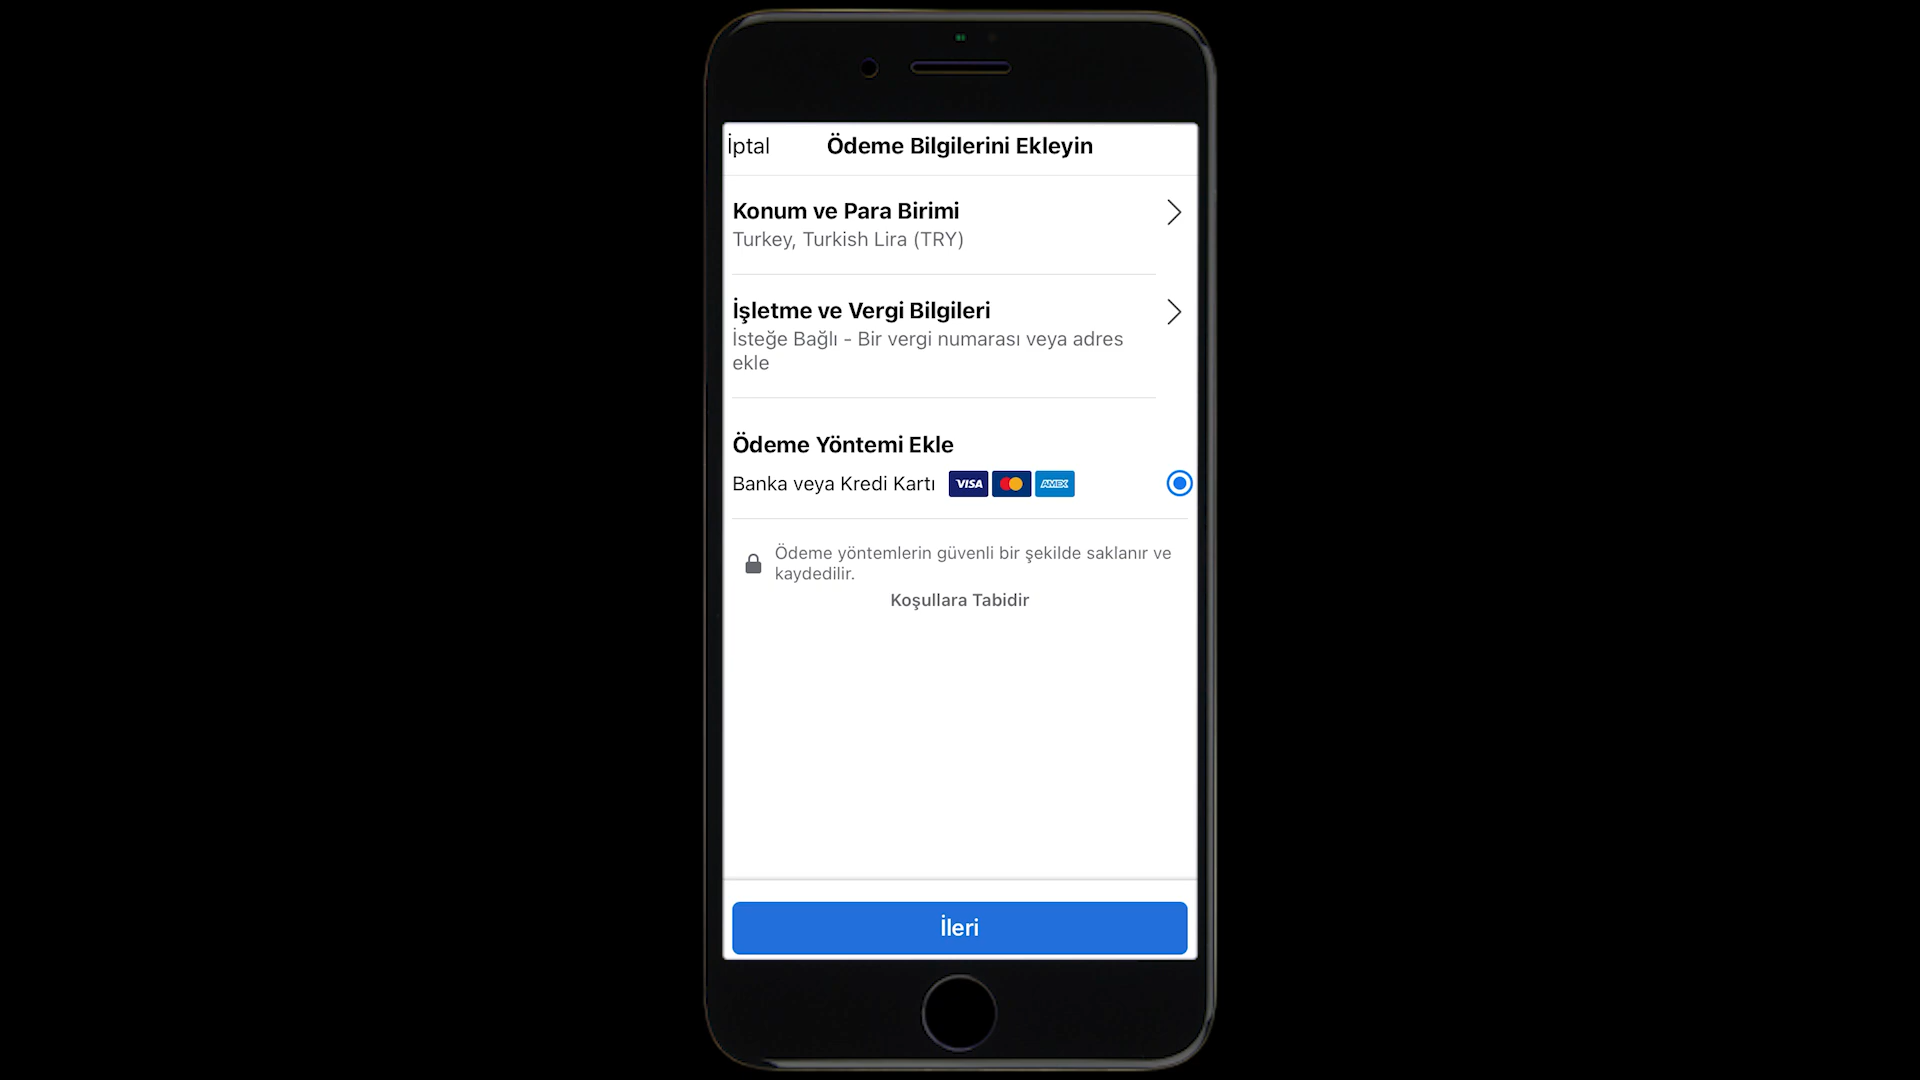 İptal
Ödeme Bilgilerini Ekleyin
Konum ve Para Birimi
Turkey, Turkish Lira (TRY)
İşletme ve Vergi Bilgileri
İsteğe Bağlı - Bir vergi numarası veya adres
ekle
Ödeme Yöntemi Ekle
Banka veya Kredi Kartı VISA AMEX
Ödeme yöntemlerin güvenli bir şekilde saklanır ve
kaydedilir.
Koşullara Tabidir
İleri